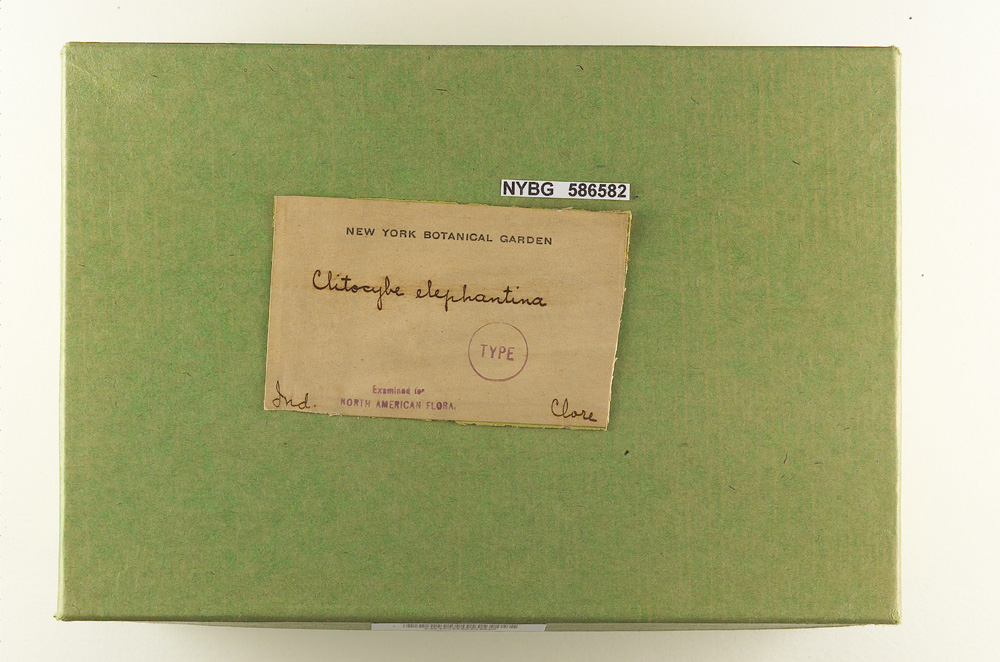 NYBG 586582
NEW YORK BOTANICAL GARDEN
Clitocybe elephantina
TYPE
Examined for
NORTH AMERICAN FLORA.
Ind.
Clore